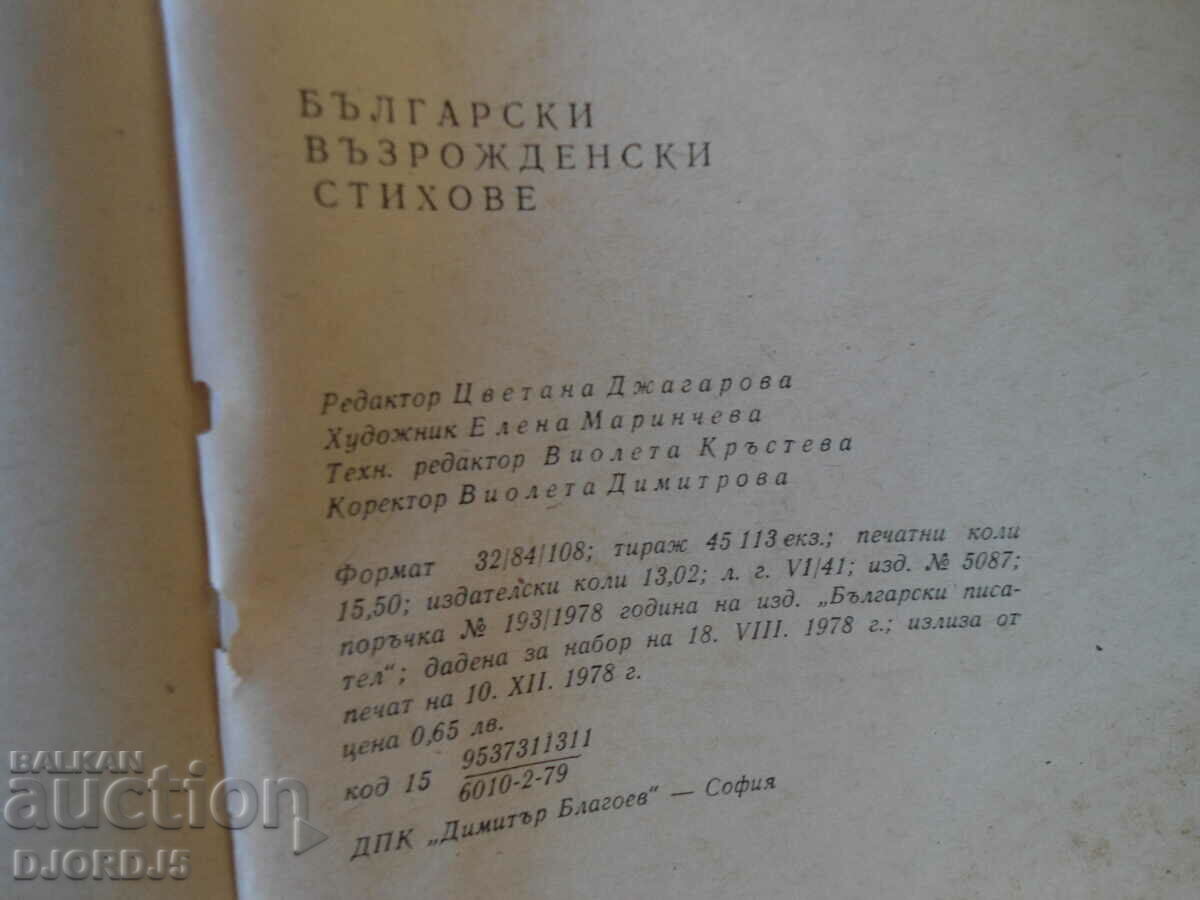 БЪЛГАРСКИ
ВЪЗРОЖДЕНСКИ
СТИХОВЕ
Редактор Цветана Джагарова
Художник Елена Маринчева
Техн. редактор Виолета Кръстева
Коректор Виолета Димитрова
Формат 32/84/108; тираж 45 113 екз.; печатни коли
15,50; издателски коли 13,02; л. г. VI/41; изд. № 5087;
поръчка № 193/1978 година на изд. „Български писа-
тел“; дадена за набор на 18. VIII. 1978 г.; излиза от
печат на 10. XII. 1978 г.
цена 0,65 лв.
код 15 9537311311
6010-2-79
ДПК „Димитър Благоев“ — София
BALKAN
auction
DJORDJ5